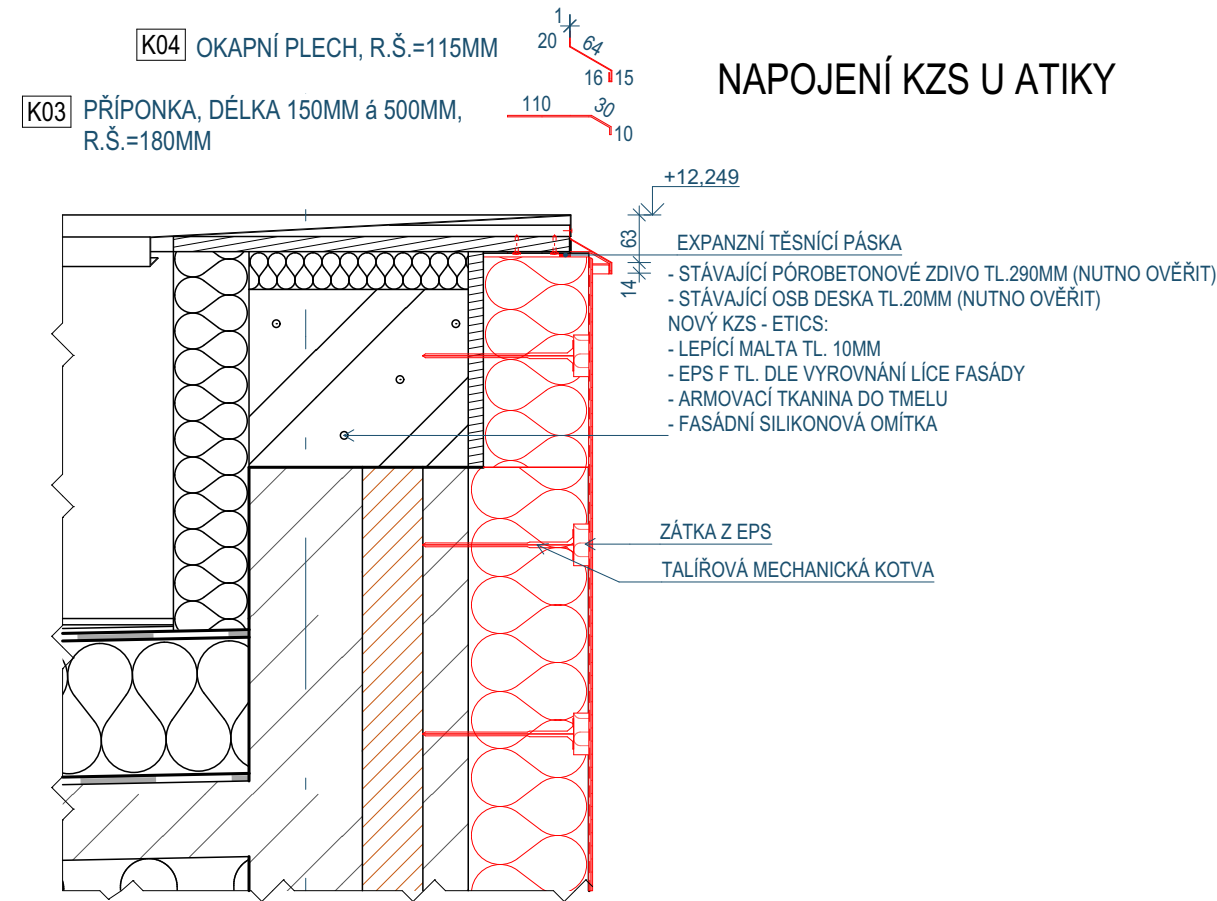 K04 OKAPNÍ PLECH, R.Š.=115MM
1
20
64
16
15
NAPOJENÍ KZS U ATIKY
K03 PŘÍPONKA, DÉLKA 150MM á 500MM,
R.Š.=180MM
110
30
10
+12,249
63
14
EXPANZNÍ TĚSNÍCÍ PÁSKA
- STÁVAJÍCÍ PÓROBETONOVÉ ZDIVO TL.290MM (NUTNO OVĚŘIT)
- STÁVAJÍCÍ OSB DESKA TL.20MM (NUTNO OVĚŘIT)
NOVÝ KZS - ETICS:
- LEPÍCÍ MALTA TL. 10MM
- EPS F TL. DLE VYROVNÁNÍ LÍCE FASÁDY
- ARMOVACÍ TKANINA DO TMELU
- FASÁDNÍ SILIKONOVÁ OMÍTKA
ZÁTKA Z EPS
TALÍŘOVÁ MECHANICKÁ KOTVA